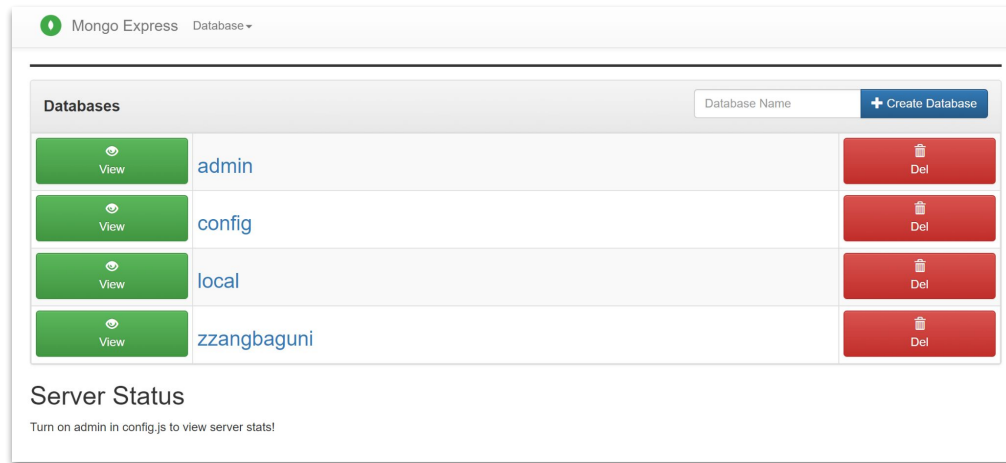 Mongo Express Database
Databases Database Name Create Database
View admin Del
View config Del
View local Del
View zzangbaguni Del
Server Status
Turn on admin in config.js to view server stats!